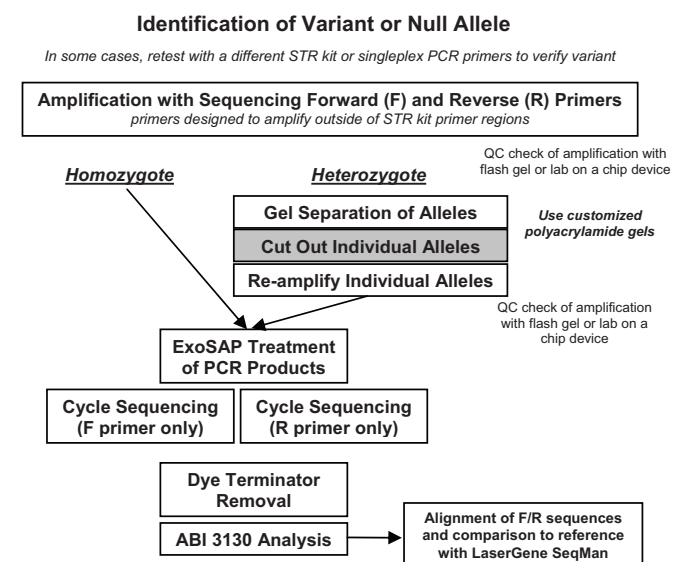 Identification of Variant or Null Allele
In some cases, retest with a different STR kit or singleplex PCR primers to verify variant
Amplification with Sequencing Forward (F) and Reverse (R) Primers
primers designed to amplify outside of STR kit primer regions
QC check of amplification with
flash gel or lab on a chip device
Homozygote
Heterozygote
Gel Separation of Alleles
Cut Out Individual Alleles
Re-amplify Individual Alleles
Use customized
polyacrylamide gels
QC check of amplification
with flash gel or lab on a
chip device
ExoSAP Treatment
of PCR Products
Cycle Sequencing
(F primer only)
Cycle Sequencing
(R primer only)
Dye Terminator
Removal
ABI 3130 Analysis
Alignment of F/R sequences
and comparison to reference
with LaserGene SeqMan